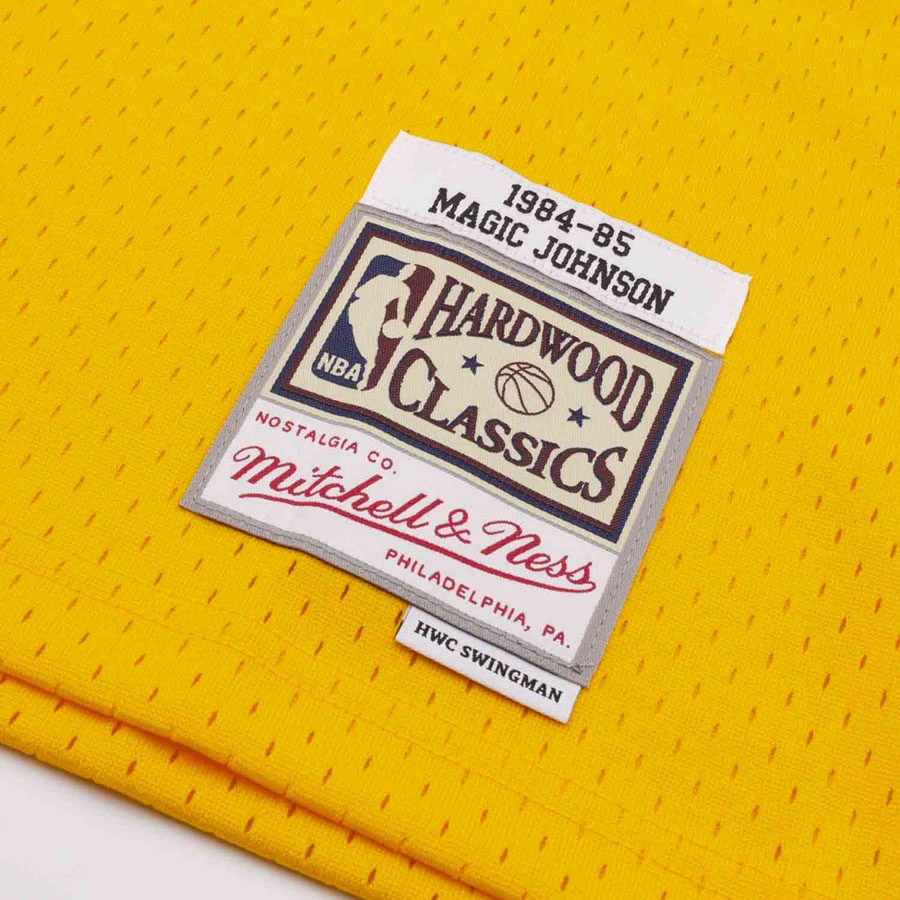 1984-85
MAGIC JOHNSON
HARDWOOD
CLASSICS
NBA
NOSTALGIA CO.
Mitchell & Ness
PHILADELPHIA, PA.
HWC SWINGMAN